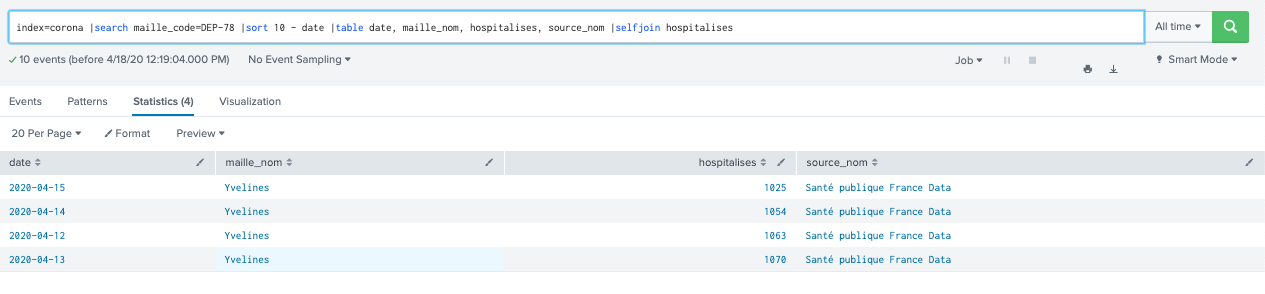 index=corona |search maille_code=DEP-78 |sort 10 - date |table date, maille_nom, hospitalises, source_nom |selfjoin hospitalises All time
10 events (before 4/18/20 12:19:04.000 PM) No Event Sampling Job Smart Mode
Events Patterns Statistics (4) Visualization
20 Per Page Format Preview
date maille_nom hospitalises source_nom
2020-04-15 Yvelines 1025 Santé publique France Data
2020-04-14 Yvelines 1054 Santé publique France Data
2020-04-12 Yvelines 1063 Santé publique France Data
2020-04-13 Yvelines 1070 Santé publique France Data